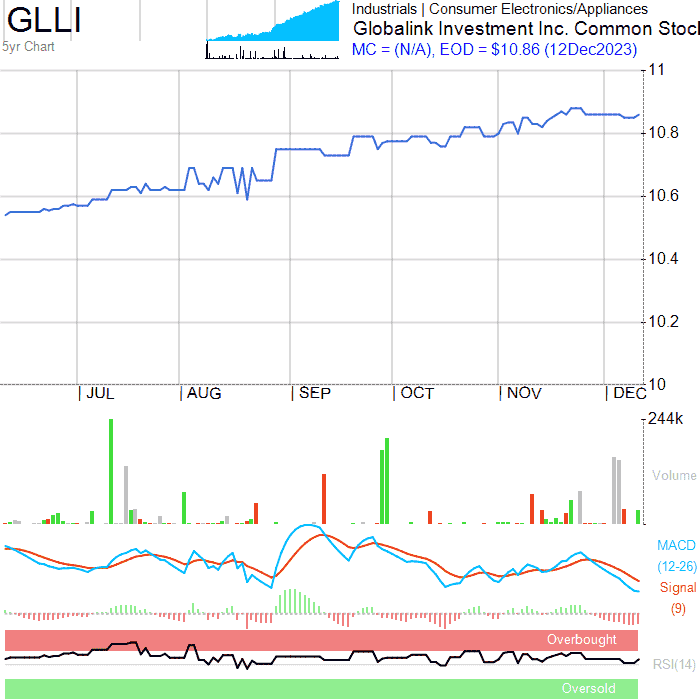 GLLI
5yr Chart
Industrials | Consumer Electronics/Appliances
Globalink Investment Inc. Common Stoc
MC = (N/A), EOD = $10.86 (12Dec2023)
11
10.8
10.6
10.4
10.2
10
| JUL | AUG | SEP | OCT | NOV | DEC
244k
Volume
MACD
(12-26)
Signal
(9)
Overbought
RSI(14)
Oversold